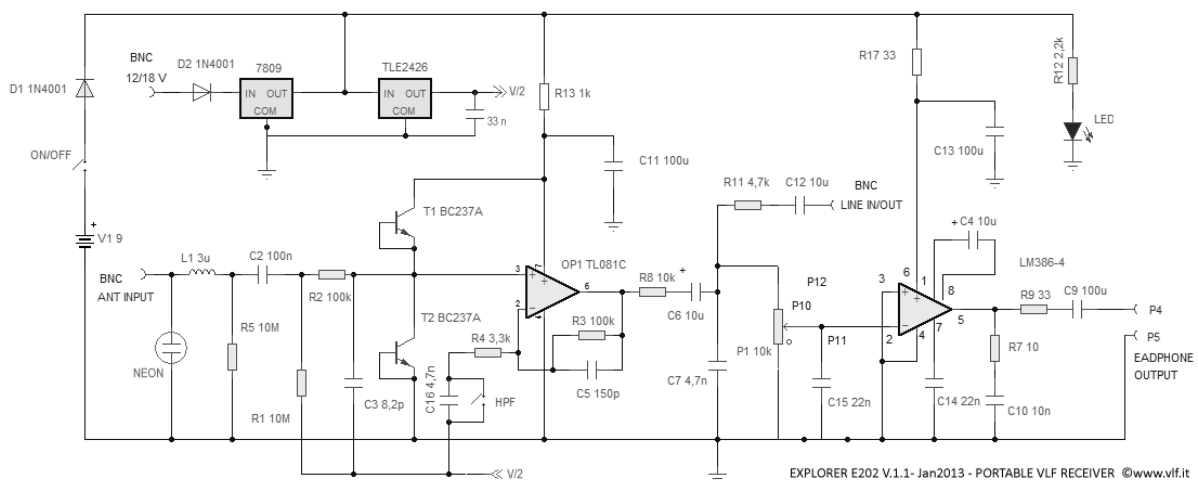 BNC
12/18 V
D2 1N4001
7809
IN OUT
COM
TLE2426
IN OUT
COM
V/2
33 n
D1 1N4001
ON/OFF
V1 9
+
R13 1k
C11 100u
R17 33
C13 100u
R12 2,2k
LED
BNC
ANT INPUT
L1 3u
C2 100n
R2 100k
R5 10M
NEON
R1 10M
C3 8,2p
T1 BC237A
T2 BC237A
OP1 TL081C
3
2
7
4
6
+
−
R4 3,3k
R3 100k
C5 150p
C16 4,7n
HPF
V/2
R8 10k
+
C6 10u
R11 4,7k
C12 10u
BNC
LINE IN/OUT
C7 4,7n
P1 10k
P12
P10
P11
C15 22n
3
6
1
8
2
4
7
5
+
−
C4 10u
+
LM386-4
C14 22n
R9 33
C9 100u
R7 10
C10 10n
P4
P5
EADPHONE
OUTPUT
EXPLORER E202 V.1.1- Jan2013 - PORTABLE VLF RECEIVER ©www.vlf.it